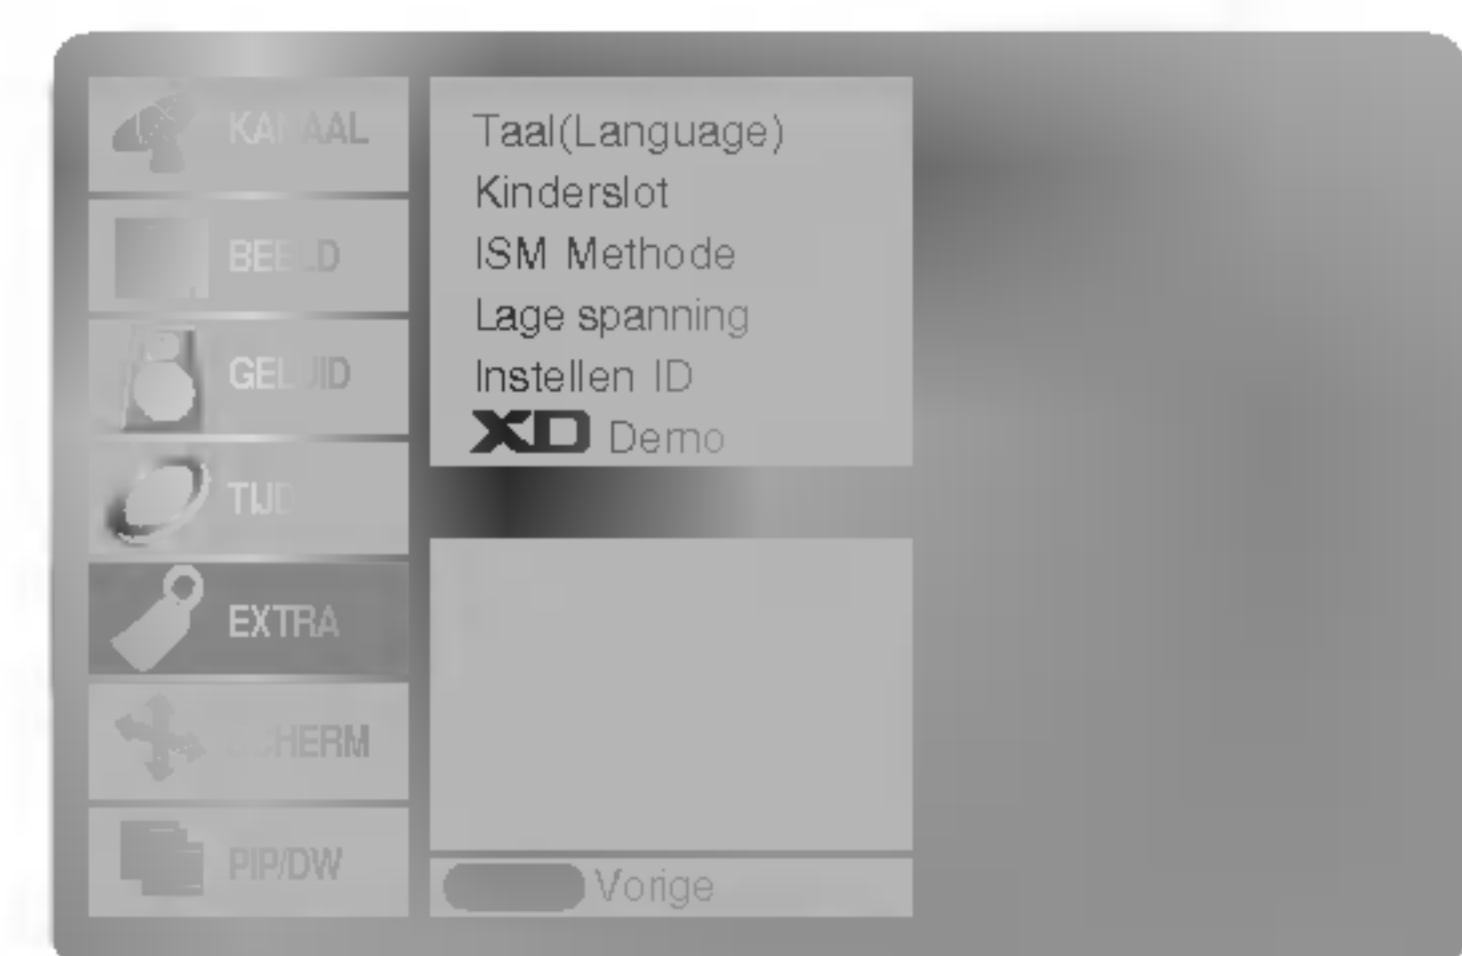 KANAAL
BEELD
GELUID
TIJD
EXTRA
SCHERM
PIP/DW
Taal(Language)
Kinderslot
ISM Methode
Lage spanning
Instellen ID
XD Demo
Vorige